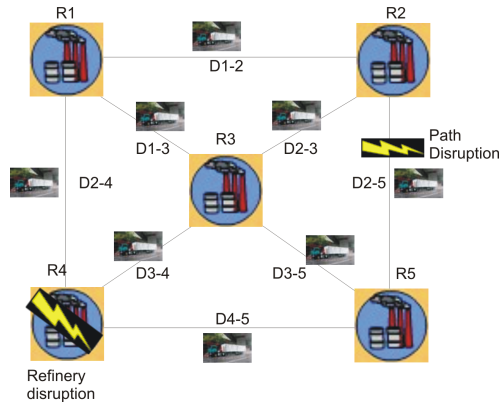 R1
R2
D1-2
D1-3
D2-3
Path
Disruption
R3
D2-4
D2-5
R4
D3-4
D3-5
R5
D4-5
Refinery
disruption